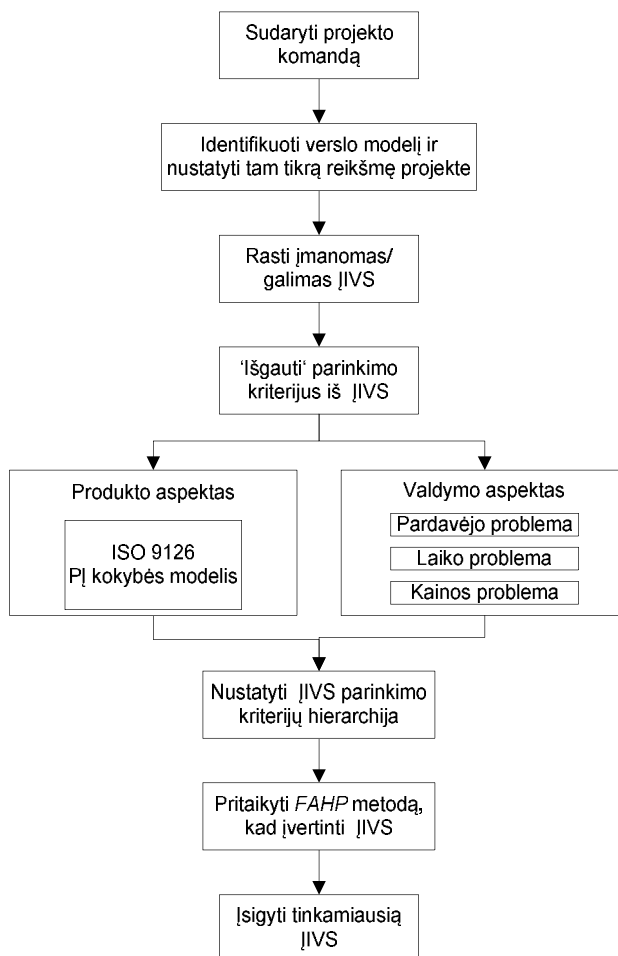 Sudaryti projekto
komandą
Identifikuoti verslo modelį ir
nustatyti tam tikrą reikšmę projekte
Rasti įmanomas/
galimas ĮIVS
‘Išgauti‘ parinkimo
kriterijus iš ĮIVS
Produkto aspektas
ISO 9126
PĮ kokybės modelis
Valdymo aspektas
Pardavėjo problema
Laiko problema
Kainos problema
Nustatyti ĮIVS parinkimo
kriterijų hierarchija
Pritaikyti FAHP metodą,
kad įvertinti ĮIVS
Įsigyti tinkamiausią
ĮIVS